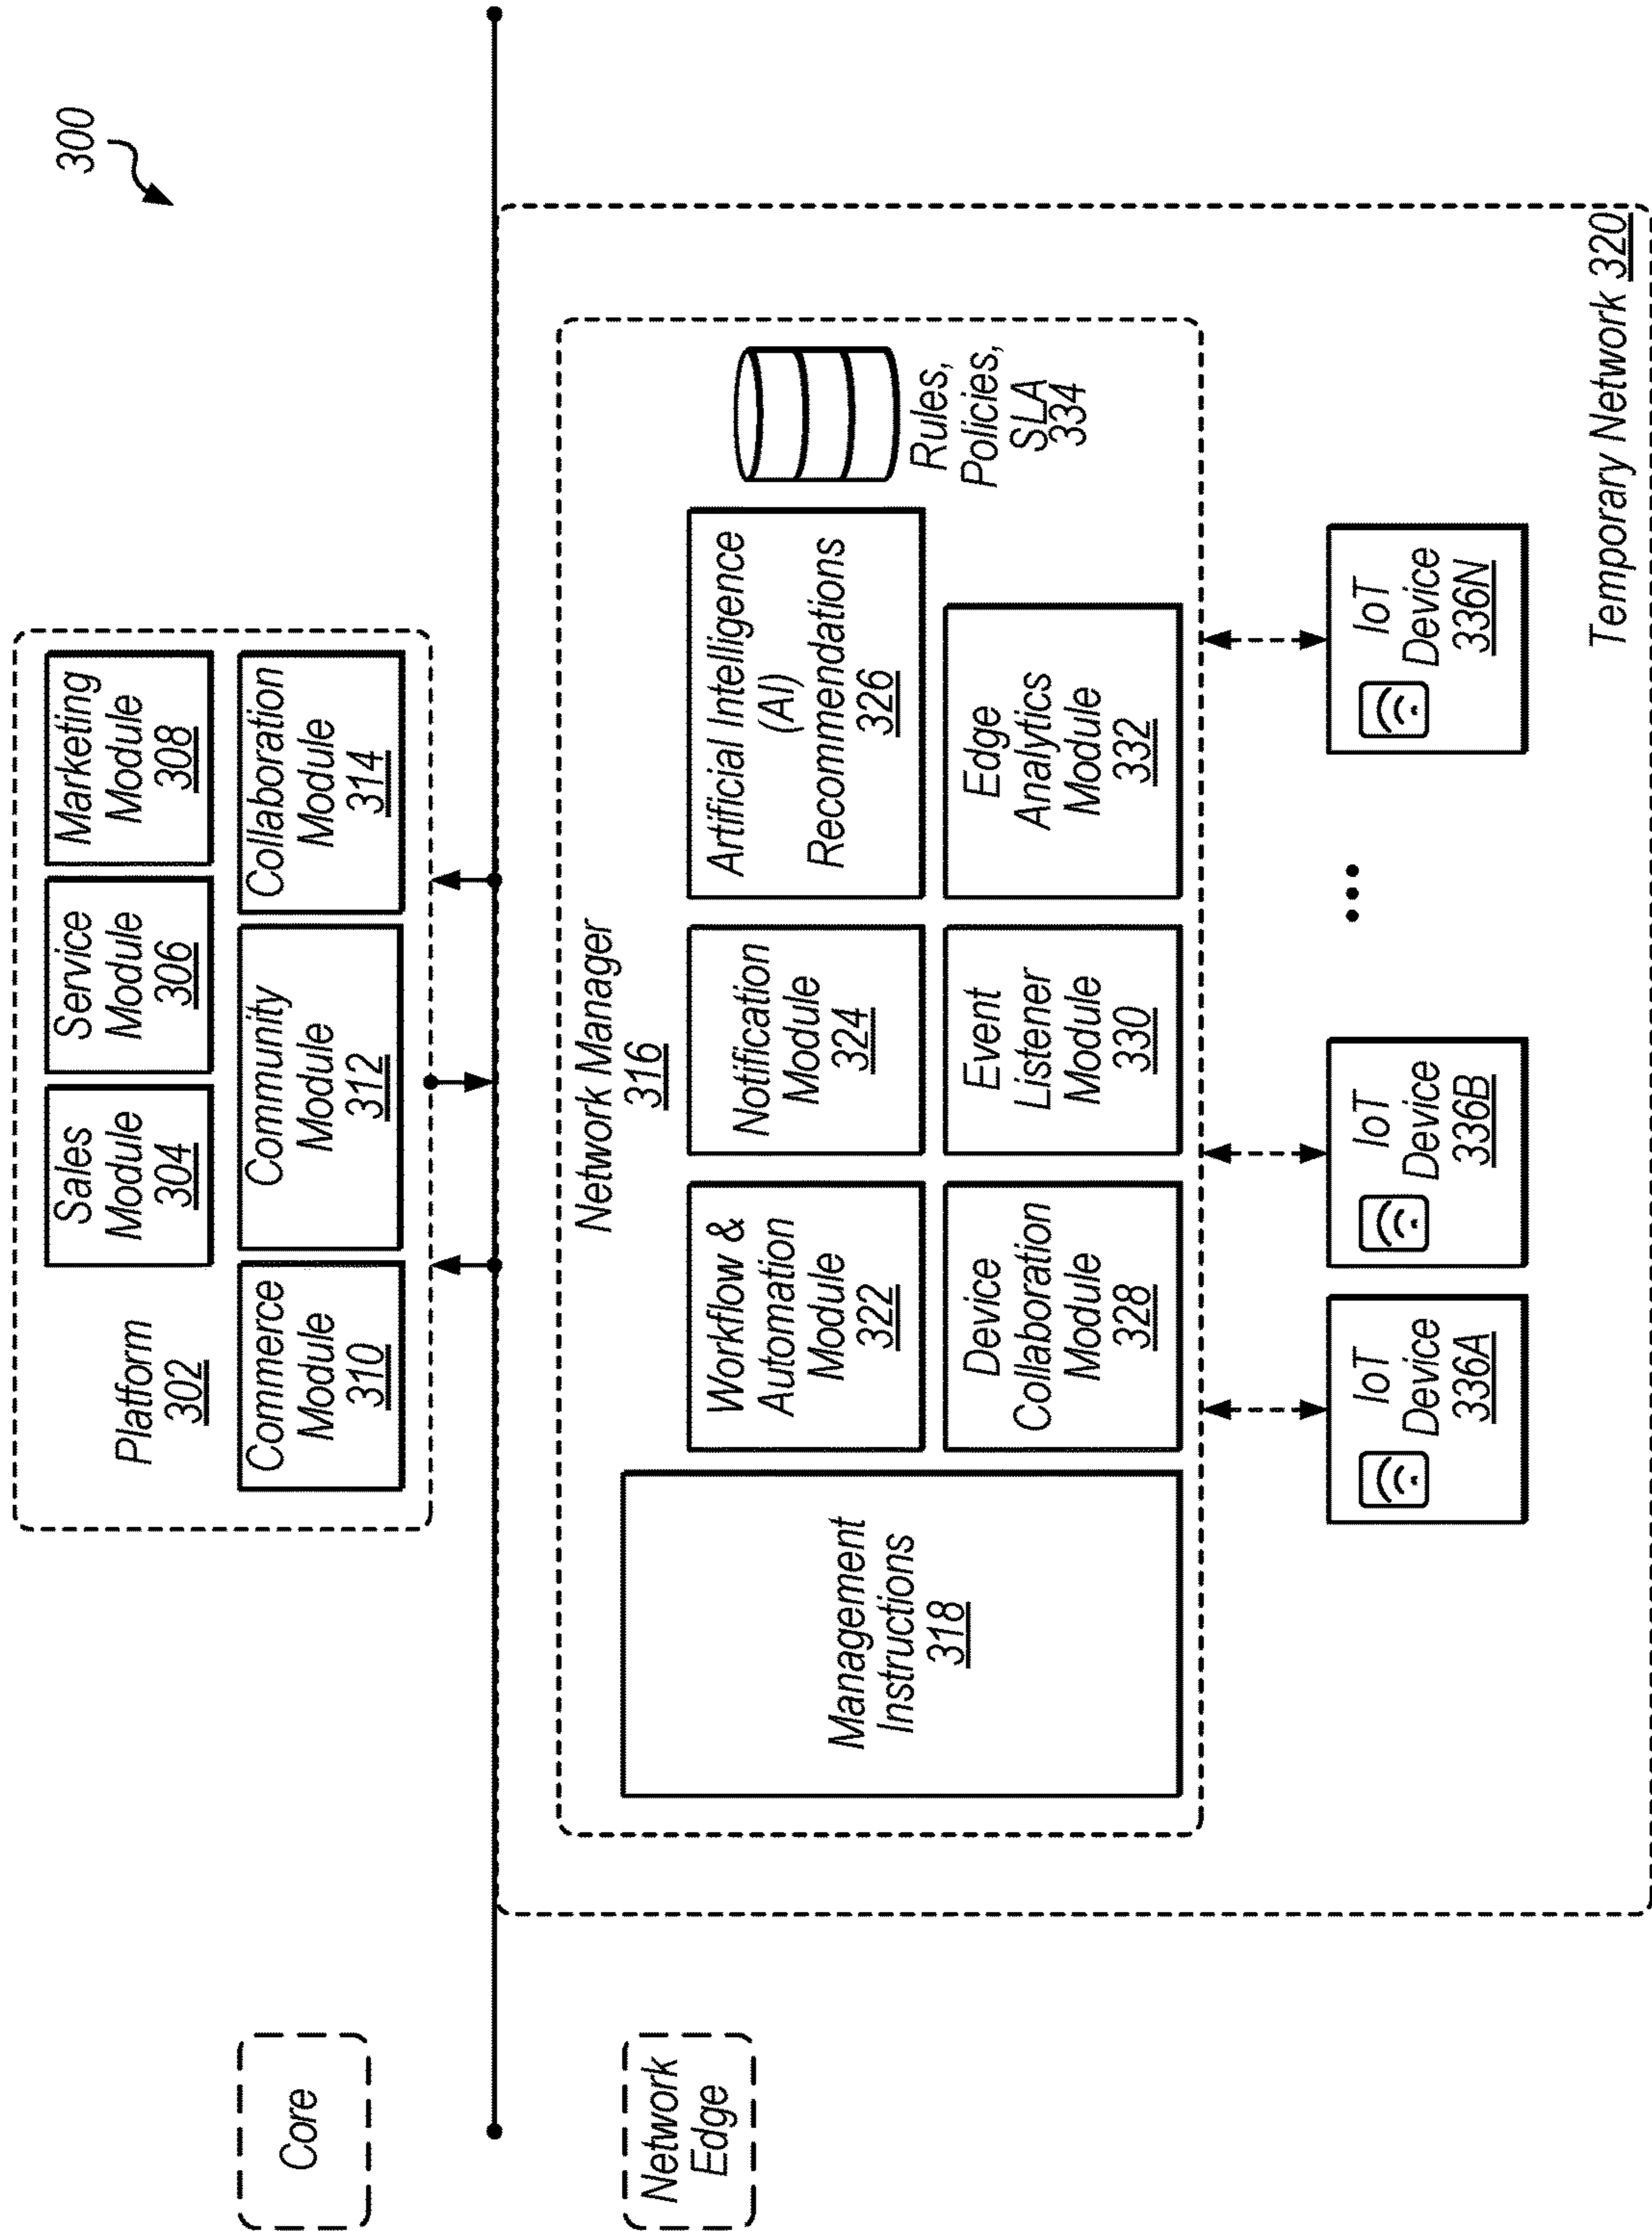 300
Core
Platform
302
Sales
Module
304
Service
Module
306
Marketing
Module
308
Commerce
Module
310
Community
Module
312
Collaboration
Module
314
Network
Edge
Network Manager
316
Management
Instructions
318
Workflow &
Automation
Module
322
Notification
Module
324
Artificial Intelligence
(AI)
Recommendations
326
Device
Collaboration
Module
328
Event
Listener
Module
330
Edge
Analytics
Module
332
Rules,
Policies,
SLA
334
IoT
Device
336A
IoT
Device
336B
...
IoT
Device
336N
Temporary Network 320